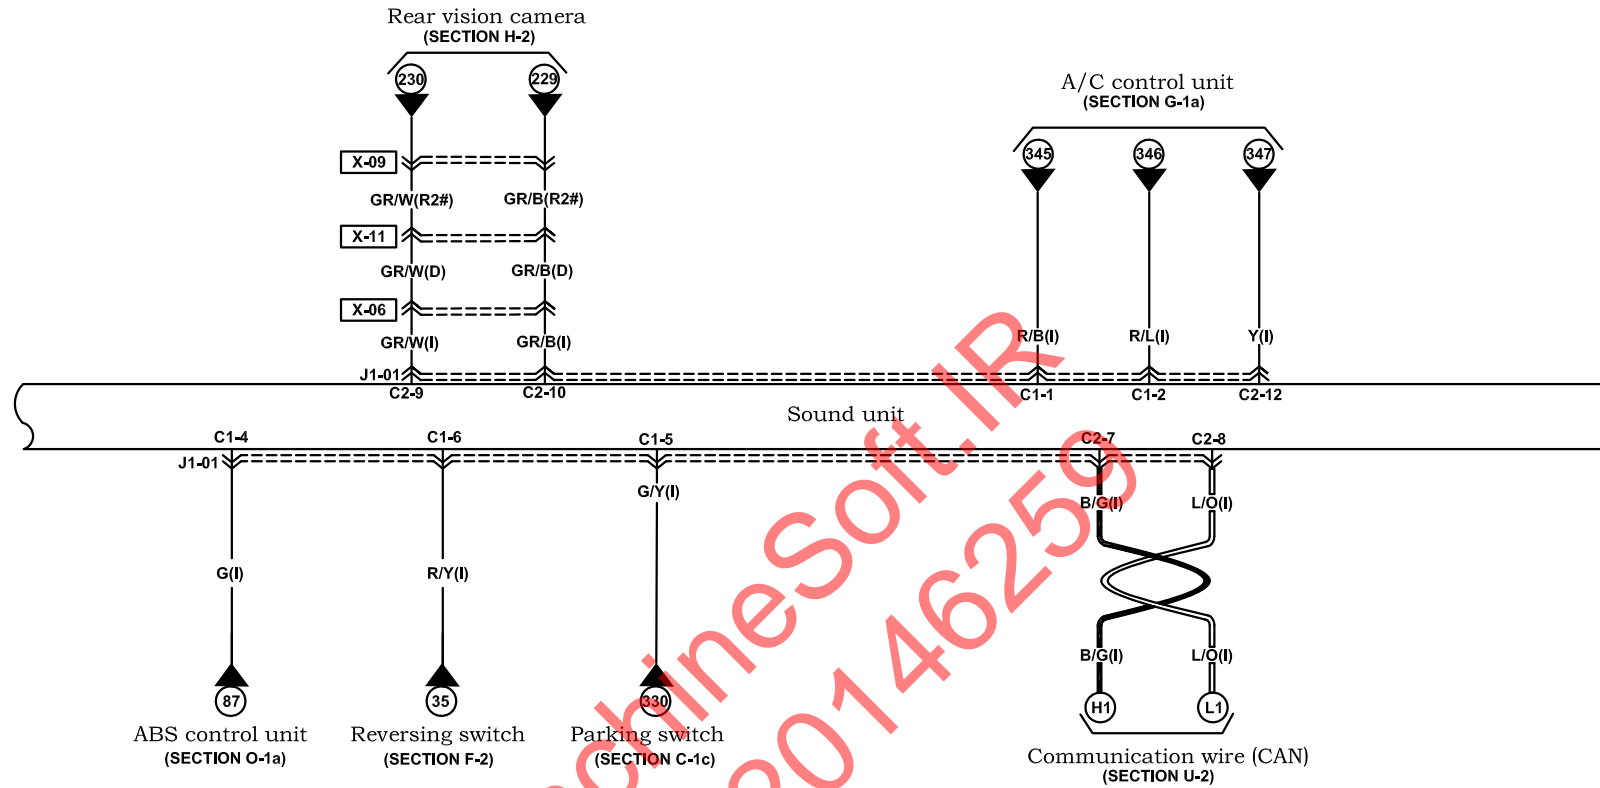 Rear vision camera
(SECTION H-2)
230 229
A/C control unit
(SECTION G-1a)
345 346 347
X-09
GR/W(R2#) GR/B(R2#)
X-11
GR/W(D) GR/B(D)
X-06
GR/W(I) GR/B(I) R/B(I) R/L(I) Y(I)
J1-01
C2-9 C2-10 C1-1 C1-2 C2-12
Sound unit
C1-4 C1-6 C1-5 C2-7 C2-8
J1-01
G/Y(I) B/G(I) L/O(I)
G(I) R/Y(I)
B/G(I) L/O(I)
87 35 330 H1 L1
ABS control unit
(SECTION O-1a)
Reversing switch
(SECTION F-2)
Parking switch
(SECTION C-1c)
Communication wire (CAN)
(SECTION U-2)
chineSoft.IR
20146259